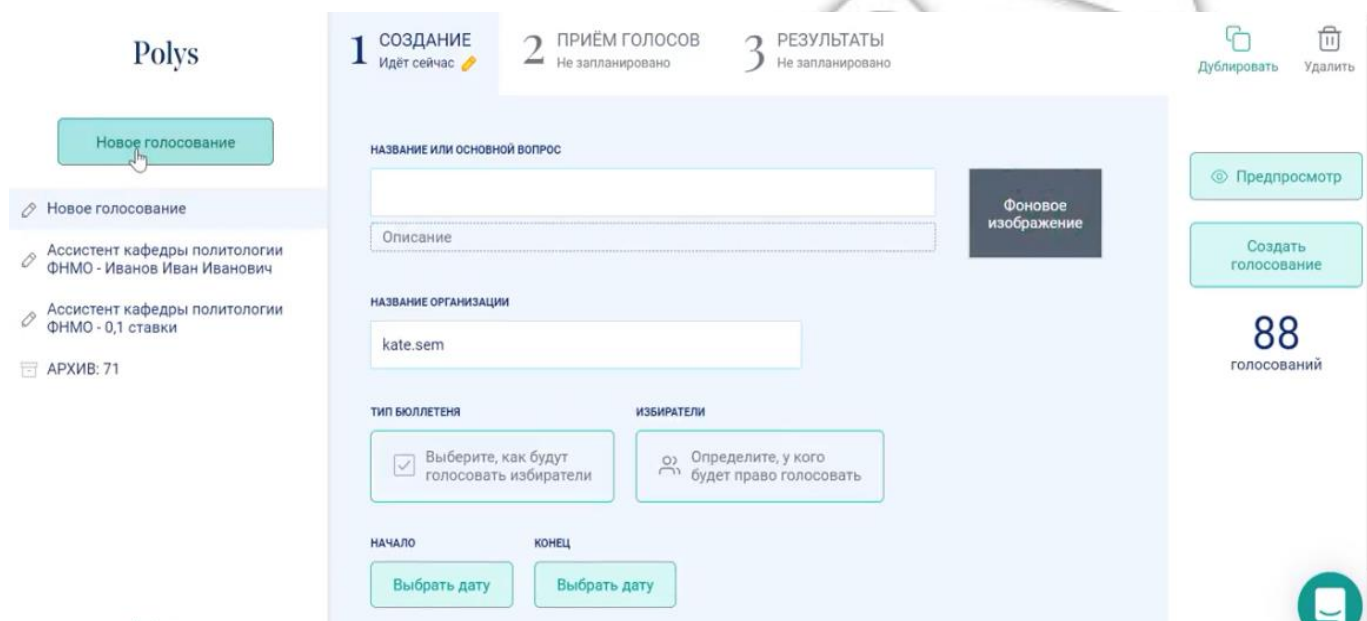 Polys
1 СОЗДАНИЕ
Идёт сейчас
2 ПРИЁМ ГОЛОСОВ
Не запланировано
3 РЕЗУЛЬТАТЫ
Не запланировано
Дублировать
Удалить
Новое голосование
Новое голосование
Ассистент кафедры политологии
ФНМО - Иванов Иван Иванович
Ассистент кафедры политологии
ФНМО - 0,1 ставки
АРХИВ: 71
НАЗВАНИЕ ИЛИ ОСНОВНОЙ ВОПРОС
Описание
Фоновое
изображение
НАЗВАНИЕ ОРГАНИЗАЦИИ
kate.sem
ТИП БЮЛЛЕТЕНЯ
Выберите, как будут
голосовать избиратели
ИЗБИРАТЕЛИ
Определите, у кого
будет право голосовать
НАЧАЛО
Выбрать дату
КОНЕЦ
Выбрать дату
Предпросмотр
Создать
голосование
88
голосований